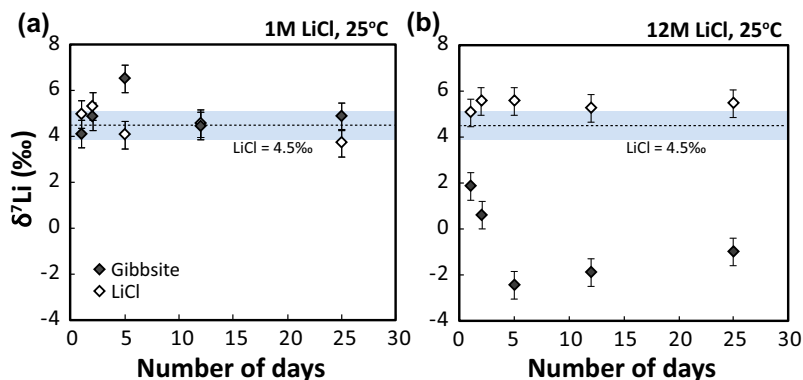 (a)
1M LiCl, 25°C
(b)
12M LiCl, 25°C
δ⁷Li (‰)
8
6
4
2
0
-2
-4
LiCl = 4.5‰
Gibbsite
LiCl
0 5 10 15 20 25 30
Number of days
8
6
4
2
0
-2
-4
LiCl = 4.5‰
0 5 10 15 20 25 30
Number of days